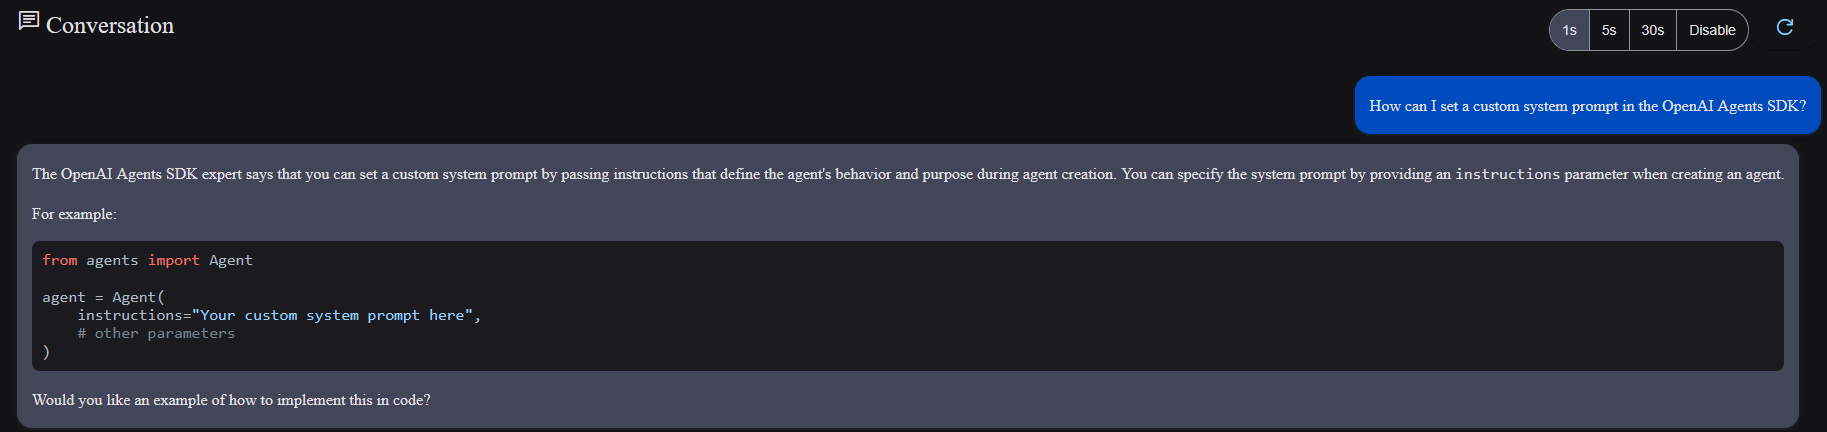 Conversation
1s 5s 30s Disable
How can I set a custom system prompt in the OpenAI Agents SDK?
The OpenAI Agents SDK expert says that you can set a custom system prompt by passing instructions that define the agent's behavior and purpose during agent creation. You can specify the system prompt by providing an instructions parameter when creating an agent.
For example:
from agents import Agent
agent = Agent(
    instructions="Your custom system prompt here",
    # other parameters
)
Would you like an example of how to implement this in code?